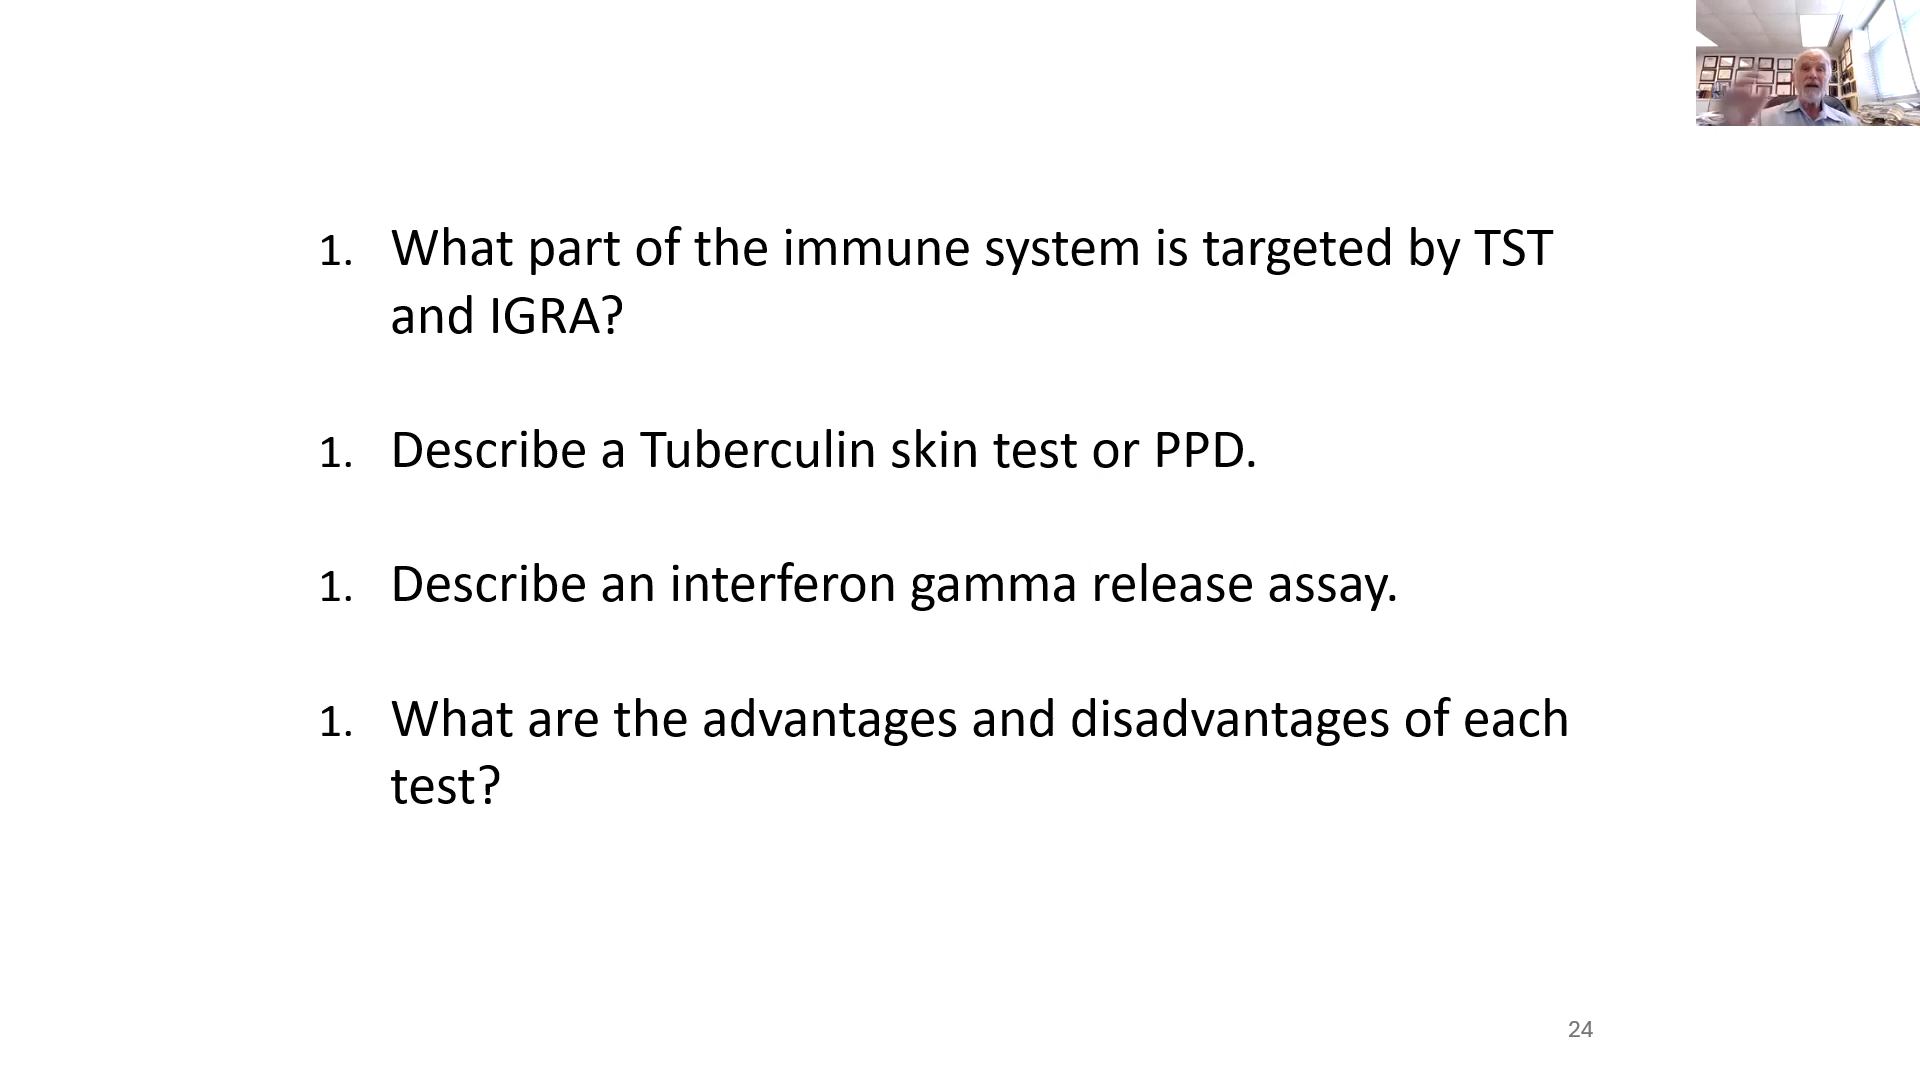 1. What part of the immune system is targeted by TST
and IGRA?
1. Describe a Tuberculin skin test or PPD.
1. Describe an interferon gamma release assay.
1. What are the advantages and disadvantages of each
test?
24